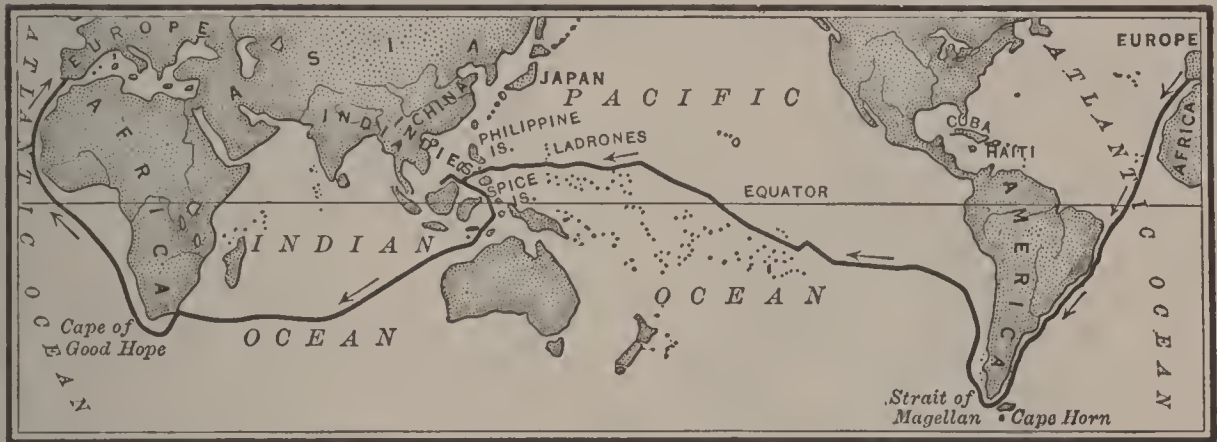 EUROPE
ATLANTIC OCEAN
AFRICA
ASIA
INDIA
CHINA
INDIES
JAPAN
PHILIPPINE
IS.
LADRONES
SPICE
IS.
PACIFIC
OCEAN
EQUATOR
INDIAN
OCEAN
Cape of
Good Hope
CUBA
HAITI
AMERICA
ATLANTIC OCEAN
EUROPE
AFRICA
Strait of
Magellan
Cape Horn